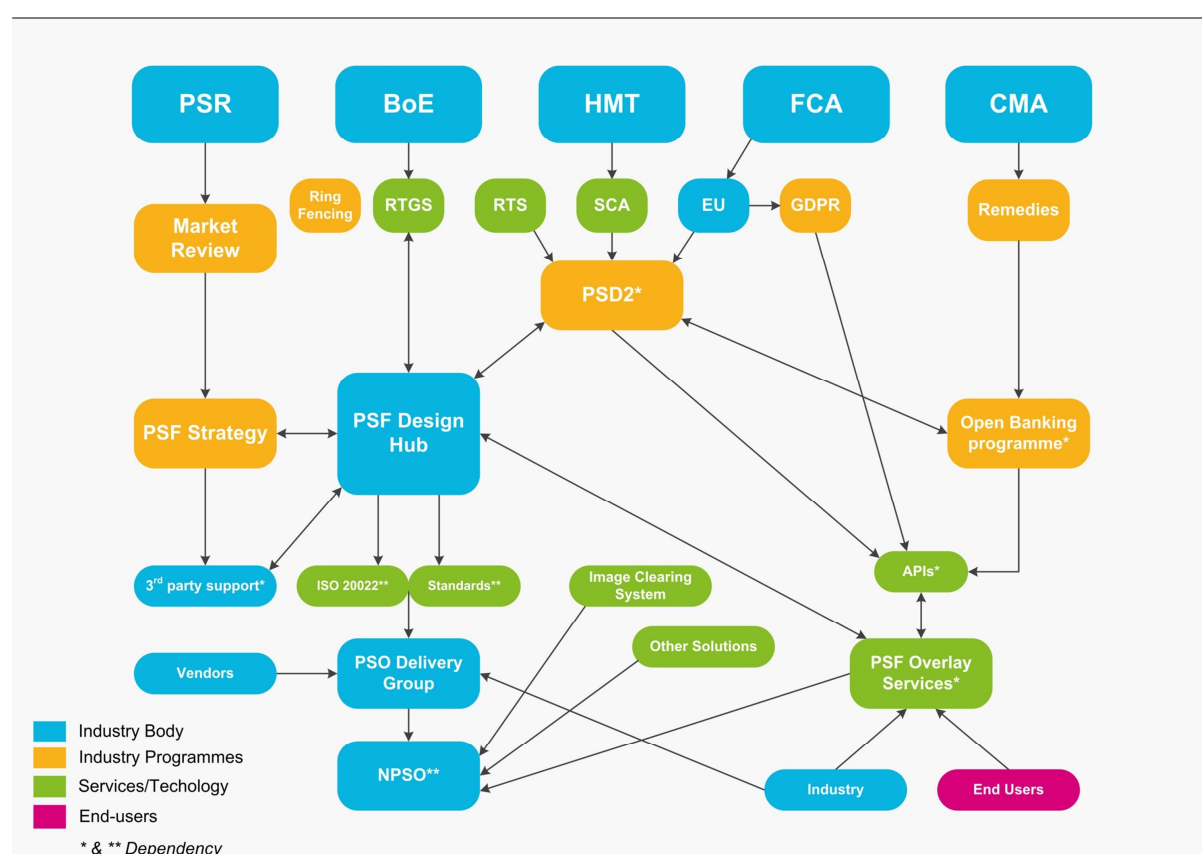 PSR
BoE
HMT
FCA
CMA
Ring
Fencing
RTGS
RTS
SCA
EU
GDPR
Remedies
Market
Review
PSD2*
PSF Strategy
PSF Design
Hub
Open Banking
programme*
3rd party support*
ISO 20022**
Standards**
Image Clearing
System
APIs*
Other Solutions
Vendors
PSO Delivery
Group
PSF Overlay
Services*
NPSO**
Industry
End Users
Industry Body
Industry Programmes
Services/Techology
End-users
* & ** Dependency